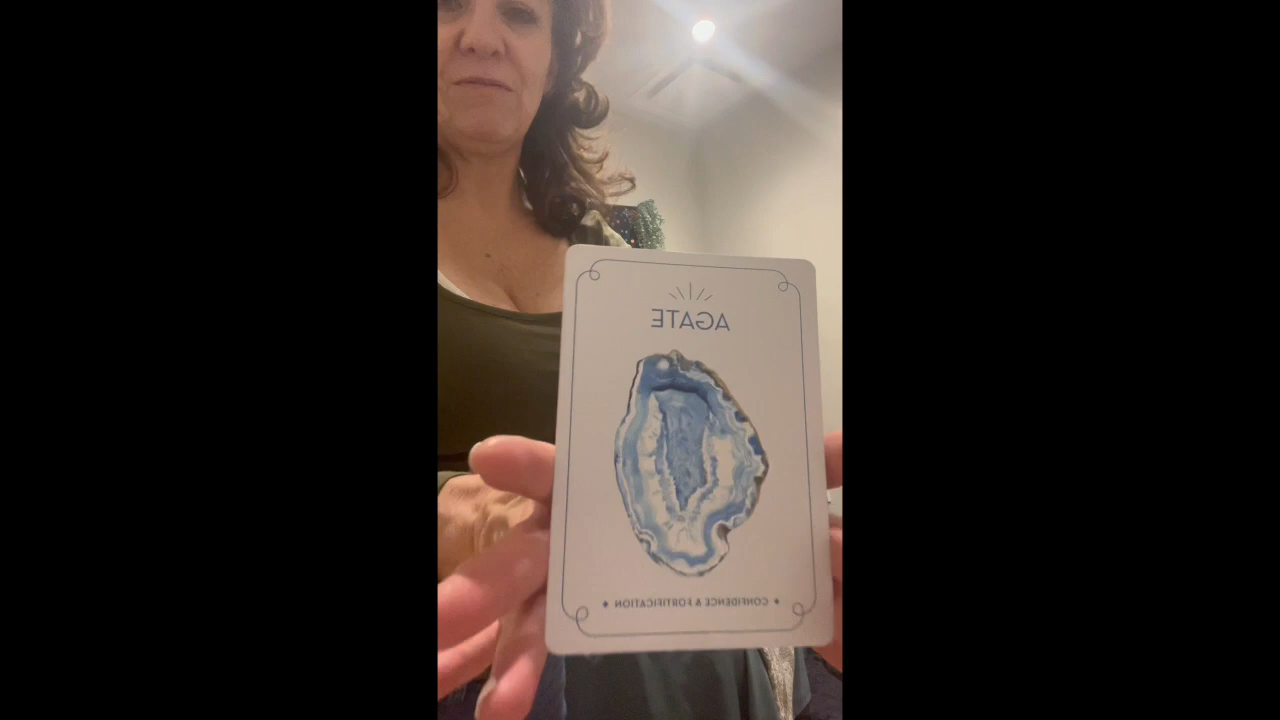 AGATE
✦ CONFIDENCE & FORTIFICATION ✦